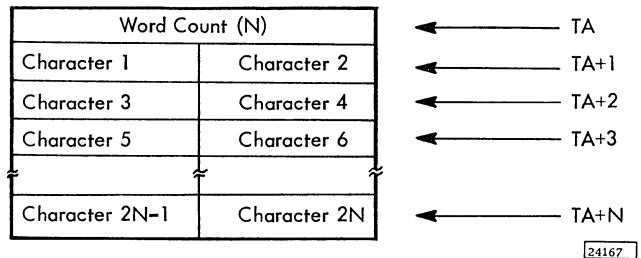 Word Count (N) TA
Character 1 Character 2 TA+1
Character 3 Character 4 TA+2
Character 5 Character 6 TA+3
Character 2N-1 Character 2N TA+N
24167